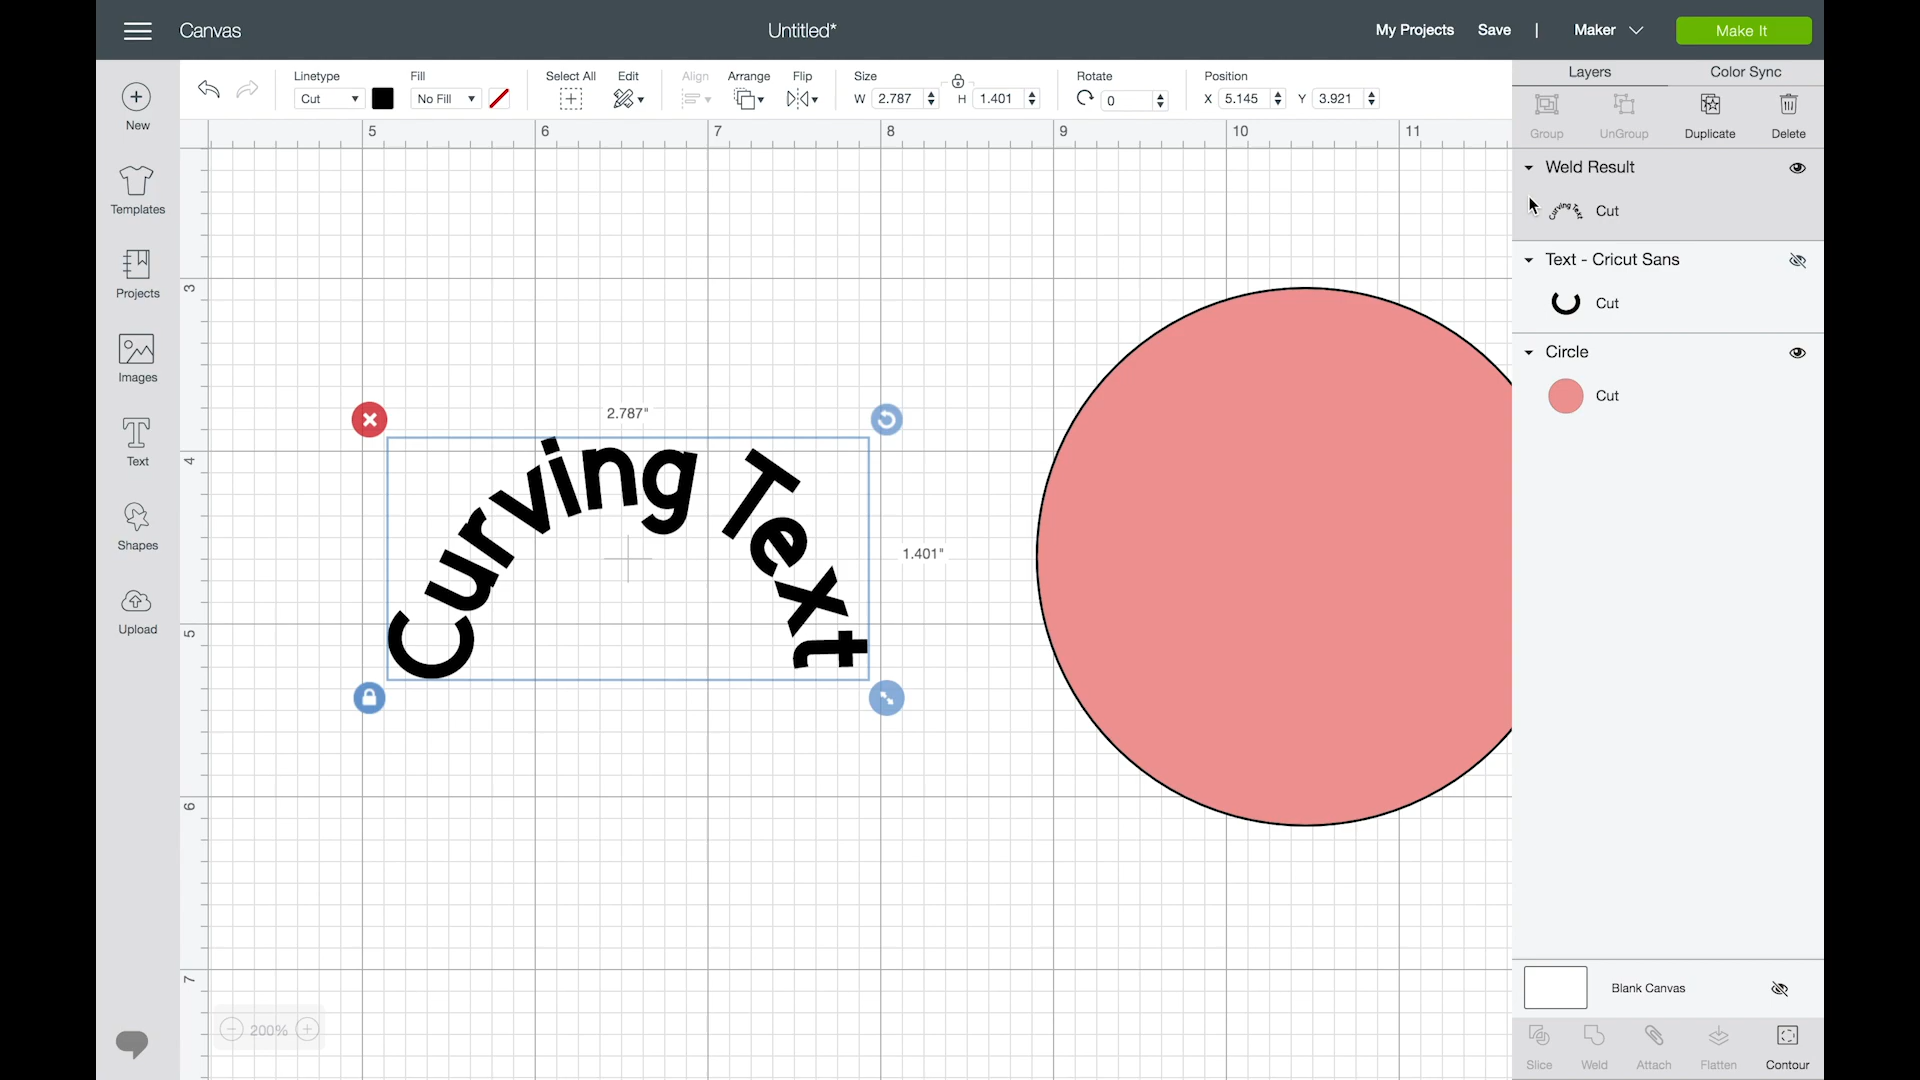 Canvas
Untitled*
My Projects Save | Maker
Make It
New
Templates
Projects
Images
Text
Shapes
Upload
Linetype
Cut
Fill
No Fill
Select All
Edit
Align
Arrange
Flip
Size
W 2.787
H 1.401
Rotate
0
Position
X 5.145
Y 3.921
5 6 7 8 9 10 11
3
4
5
6
7
2.787"
1.401"
Curving Text
200%
Layers
Color Sync
Group
UnGroup
Duplicate
Delete
Weld Result
Curving Text
Cut
Text - Cricut Sans
Cut
Circle
Cut
Blank Canvas
Slice
Weld
Attach
Flatten
Contour